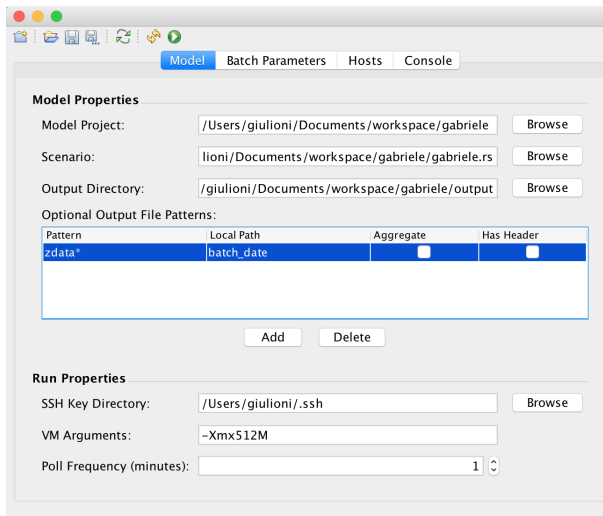 Model Batch Parameters Hosts Console
Model Properties
Model Project: /Users/giulioni/Documents/workspace/gabriele Browse
Scenario: lioni/Documents/workspace/gabriele/gabriele.rs Browse
Output Directory: /giulioni/Documents/workspace/gabriele/output Browse
Optional Output File Patterns:
Pattern Local Path Aggregate Has Header
zdata* batch_date
Add Delete
Run Properties
SSH Key Directory: /Users/giulioni/.ssh Browse
VM Arguments: -Xmx512M
Poll Frequency (minutes): 1